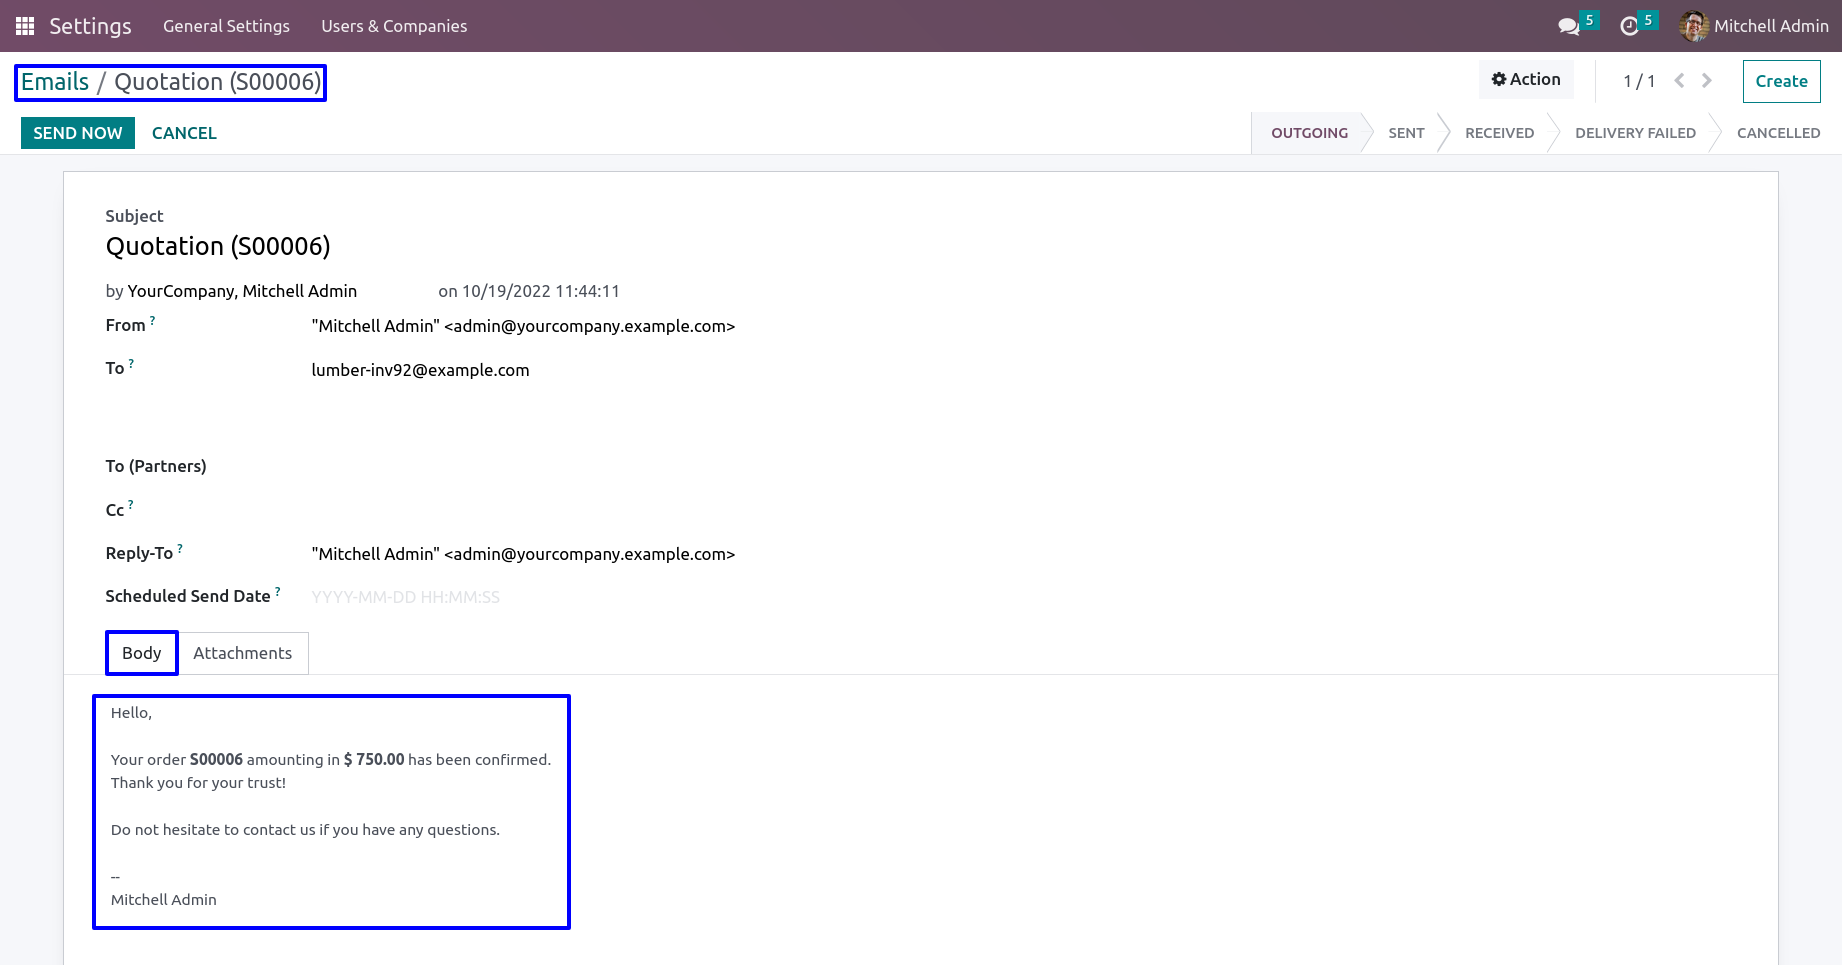 Settings General Settings Users & Companies 5 5 Mitchell Admin
Emails / Quotation (S00006) Action 1 / 1 Create
SEND NOW CANCEL OUTGOING SENT RECEIVED DELIVERY FAILED CANCELLED
Subject
Quotation (S00006)
by YourCompany, Mitchell Admin on 10/19/2022 11:44:11
From ? "Mitchell Admin" <admin@yourcompany.example.com>
To ? lumber-inv92@example.com
To (Partners)
Cc ?
Reply-To ? "Mitchell Admin" <admin@yourcompany.example.com>
Scheduled Send Date ? YYYY-MM-DD HH:MM:SS
Body Attachments
Hello,
Your order S00006 amounting in $ 750.00 has been confirmed.
Thank you for your trust!
Do not hesitate to contact us if you have any questions.
--
Mitchell Admin